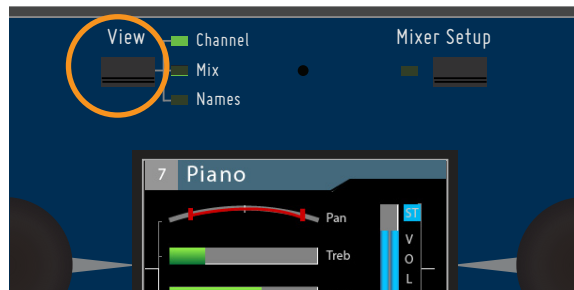 View
Channel
Mixer Setup
Mix
Names
7 Piano
Pan
ST
Treb
V
O
L